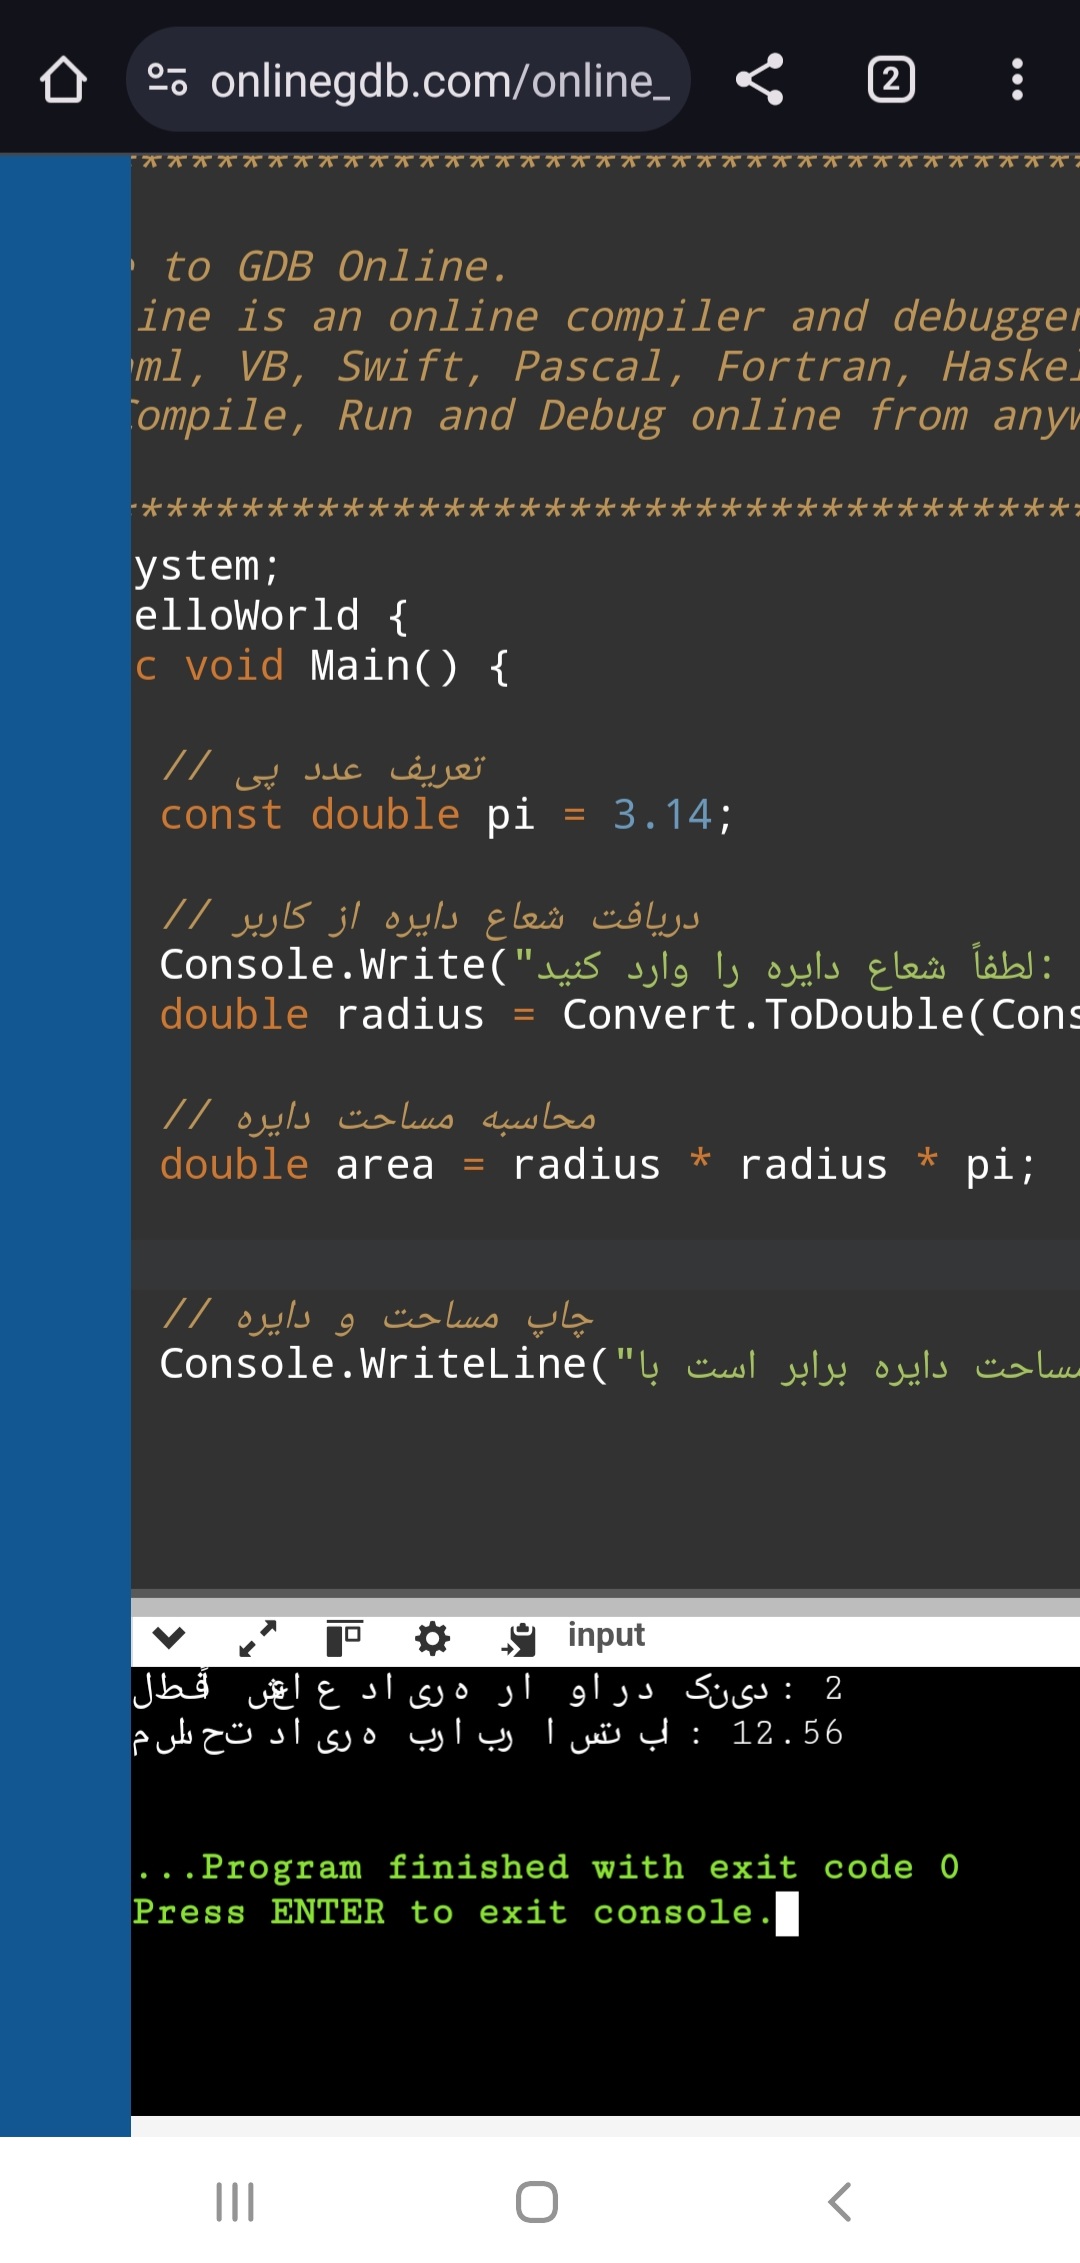 onlinegdb.com/online_
2
***************************************
to GDB Online.
ine is an online compiler and debugger
ml, VB, Swift, Pascal, Fortran, Haskel
ompile, Run and Debug online from anyw
***************************************
ystem;
elloWorld {
c void Main() {
// تعریف عدد پی
const double pi = 3.14;
// دریافت شعاع دایره از کاربر
Console.Write("لطفاً شعاع دایره را وارد کنید:
double radius = Convert.ToDouble(Cons
// محاسبه مساحت دایره
double area = radius * radius * pi;
// چاپ مساحت و دایره
Console.WriteLine("مساحت دایره برابر است با
input
لطفاً شعاع دایره را وارد کنید: 2
مساحت دایره برابر است با : 12.56
...Program finished with exit code 0
Press ENTER to exit console.